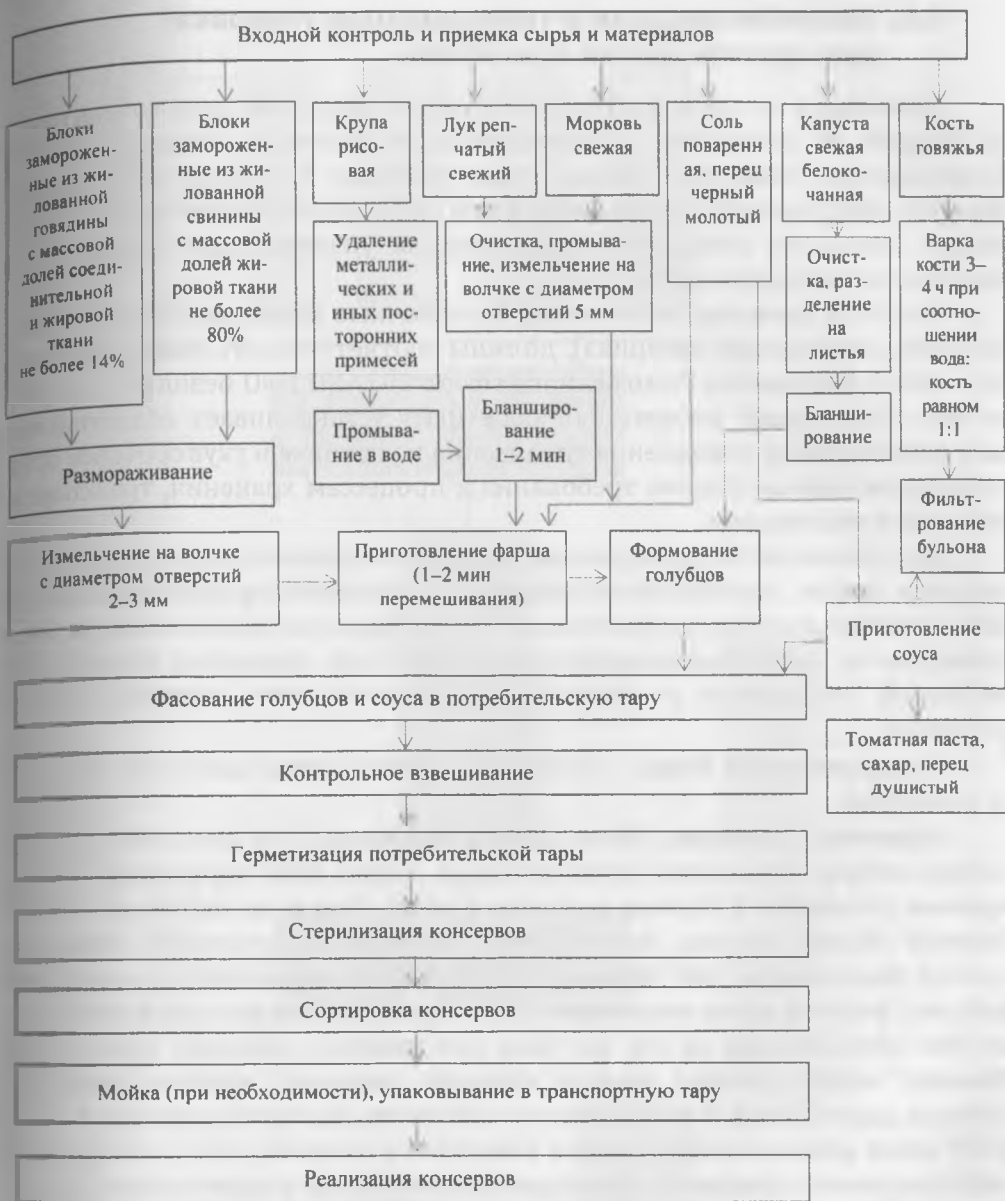 Входной контроль и приемка сырья и материалов
Блоки
заморожен-
ные из жи-
лованной
говядины
с массовой
долей соеди-
нительной
и жировой
ткани
не более 14%
Блоки
замороженные
из жи-
лованной
свинины
с массовой
долей жи-
ровой ткани
не более
80%
Крупа
рисо-
вая
Лук реп-
чатый
свежий
Морковь
свежая
Соль
поварен-
ая, перец
черный
молотый
Капуста
свежая
белоко-
чанная
Кость
говяжья
Удаление
металли-
ческих и
иных пос-
торонних
примесей
Очистка, промыва-
ние, измельчение на
волчке с диаметром
отверстий 5 мм
Очист-
ка, раз-
деление
на
листья
Варка
кости 3–
4 ч при
соотно-
шении
вода:
кость
равном
1:1
Размораживание
Промыва-
ние в воде
Бланширо-
вание
1–2 мин
Бланши-
рование
Фильт-
рование
бульона
Измельчение на волчке
с диаметром отверстий
2–3 мм
Приготовление фарша
(1–2 мин
перемешивания)
Формование
голубцов
Приготовление
соуса
Фасование голубцов и соуса в потребительскую тару
Томатная паста,
сахар, перец
душистый
Контрольное взвешивание
Герметизация потребительской тары
Стерилизация консервов
Сортировка консервов
Мойка (при необходимости), упаковывание в транспортную тару
Реализация консервов